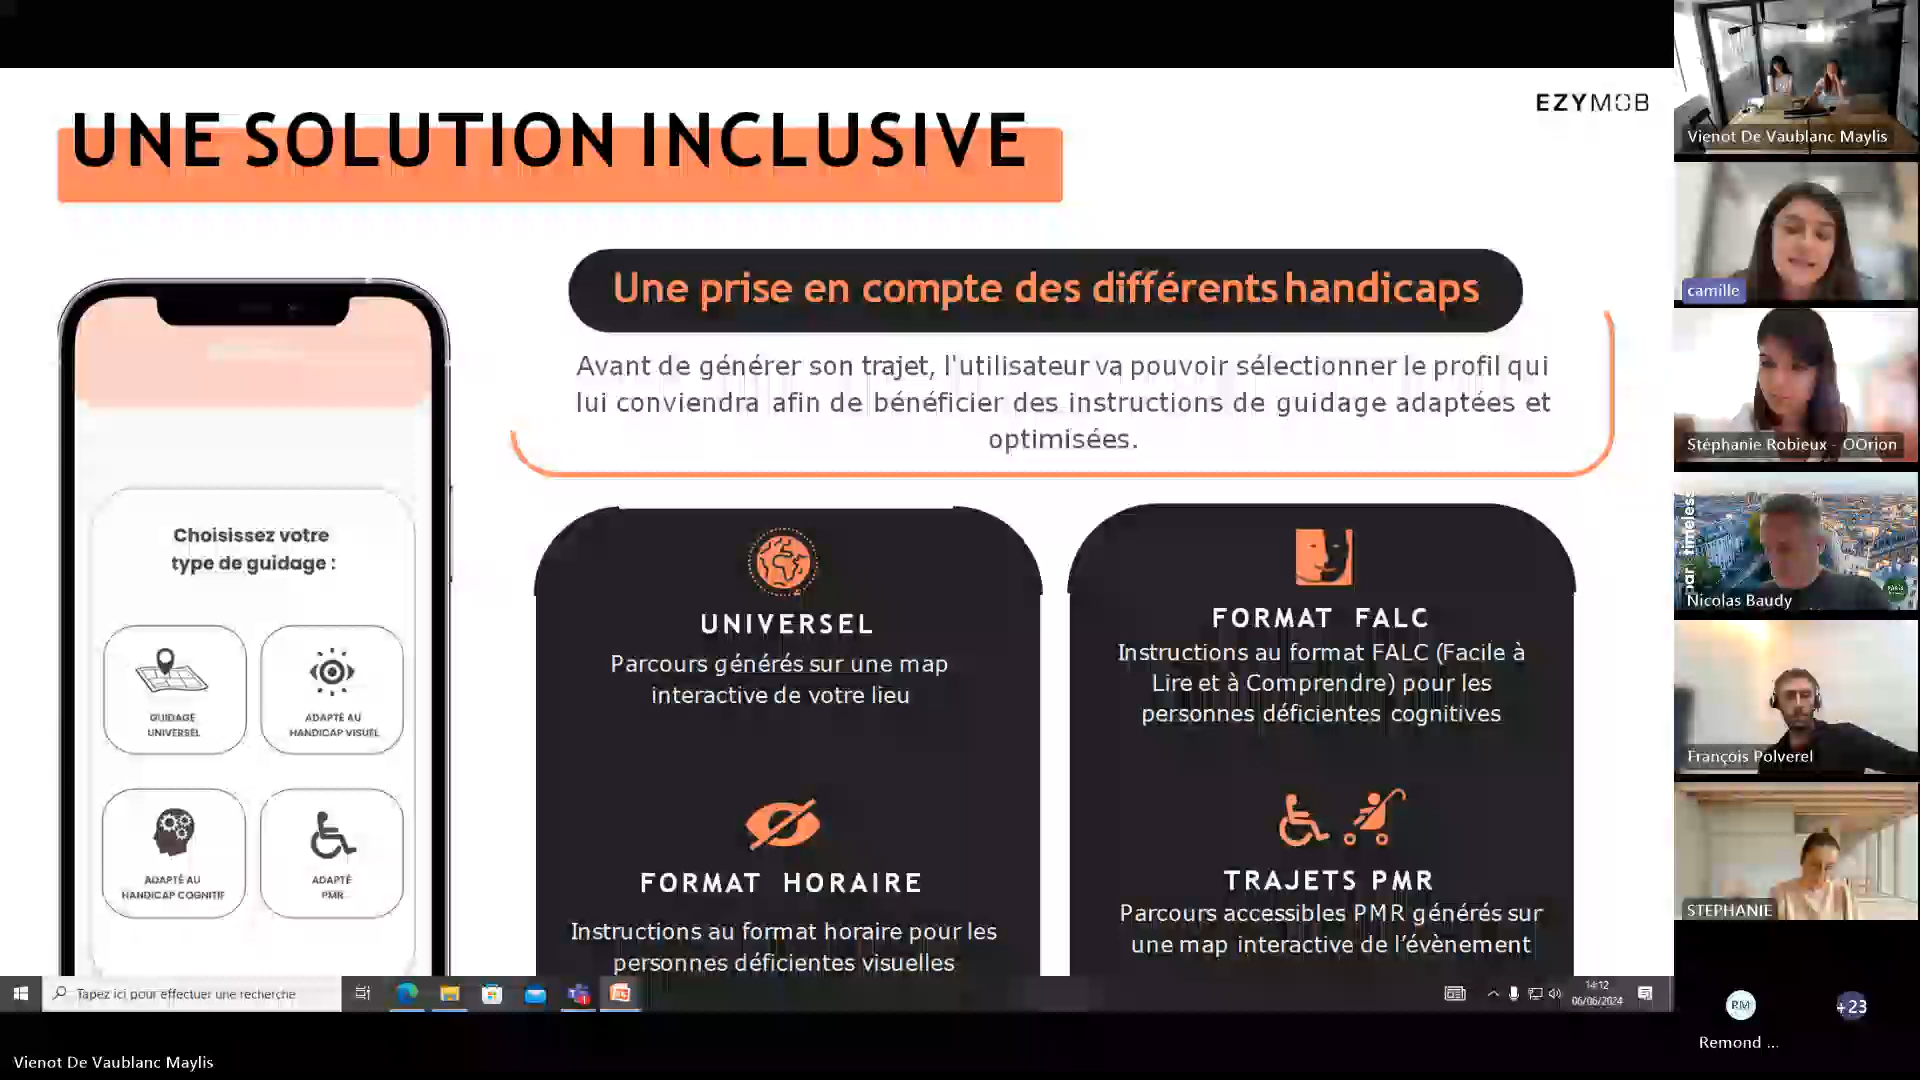 UNE SOLUTION INCLUSIVE
EZYMOB
Une prise en compte des différents handicaps
Avant de générer son trajet, l'utilisateur va pouvoir sélectionner le profil qui
lui conviendra afin de bénéficier des instructions de guidage adaptées et
optimisées.
Choisissez votre
type de guidage :
GUIDAGE
UNIVERSEL
ADAPTÉ AU
HANDICAP VISUEL
ADAPTÉ AU
HANDICAP COGNITIF
ADAPTÉ
PMR
UNIVERSEL
Parcours générés sur une map
interactive de votre lieu
FORMAT HORAIRE
Instructions au format horaire pour les
personnes déficientes visuelles
FORMAT FALC
Instructions au format FALC (Facile à
Lire et à Comprendre) pour les
personnes déficientes cognitives
TRAJETS PMR
Parcours accessibles PMR générés sur
une map interactive de l'évènement
Tapez ici pour effectuer une recherche
14:12
06/06/2024
Vienot De Vaublanc Maylis
Vienot De Vaublanc Maylis
camille
Stéphanie Robieux - OOrion
timeless
Nicolas Baudy
François Polverel
STEPHANIE
RM
+23
Remond ...